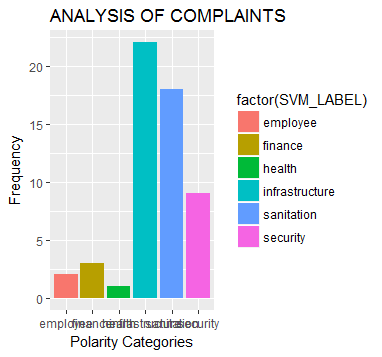 ANALYSIS OF COMPLAINTS
factor(SVM_LABEL)
employee
finance
health
infrastructure
sanitation
security
Frequency
20
15
10
5
0
Polarity Categories